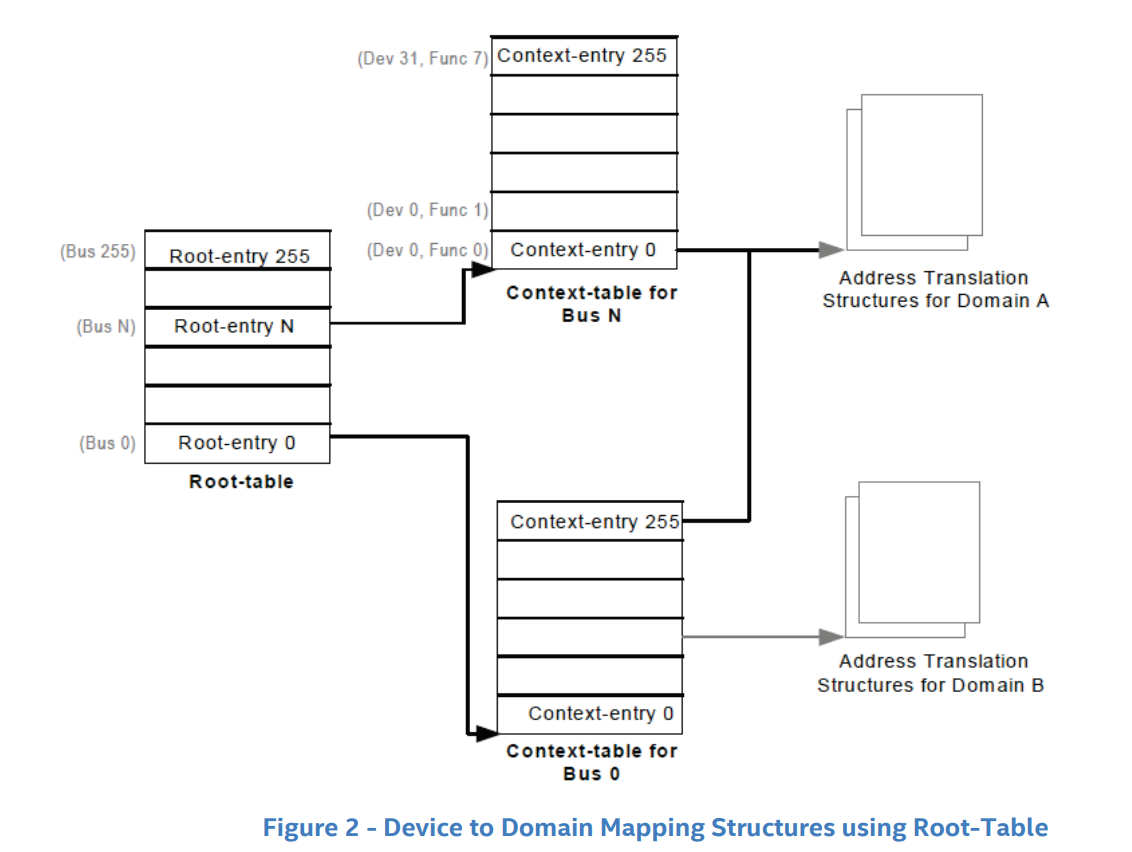 (Dev 31, Func 7)
Context-entry 255
(Dev 0, Func 1)
(Dev 0, Func 0)
Context-entry 0
Context-table for
Bus N
Address Translation
Structures for Domain A
(Bus 255)
Root-entry 255
(Bus N)
Root-entry N
(Bus 0)
Root-entry 0
Root-table
Context-entry 255
Context-entry 0
Context-table for
Bus 0
Address Translation
Structures for Domain B
Figure 2 - Device to Domain Mapping Structures using Root-Table